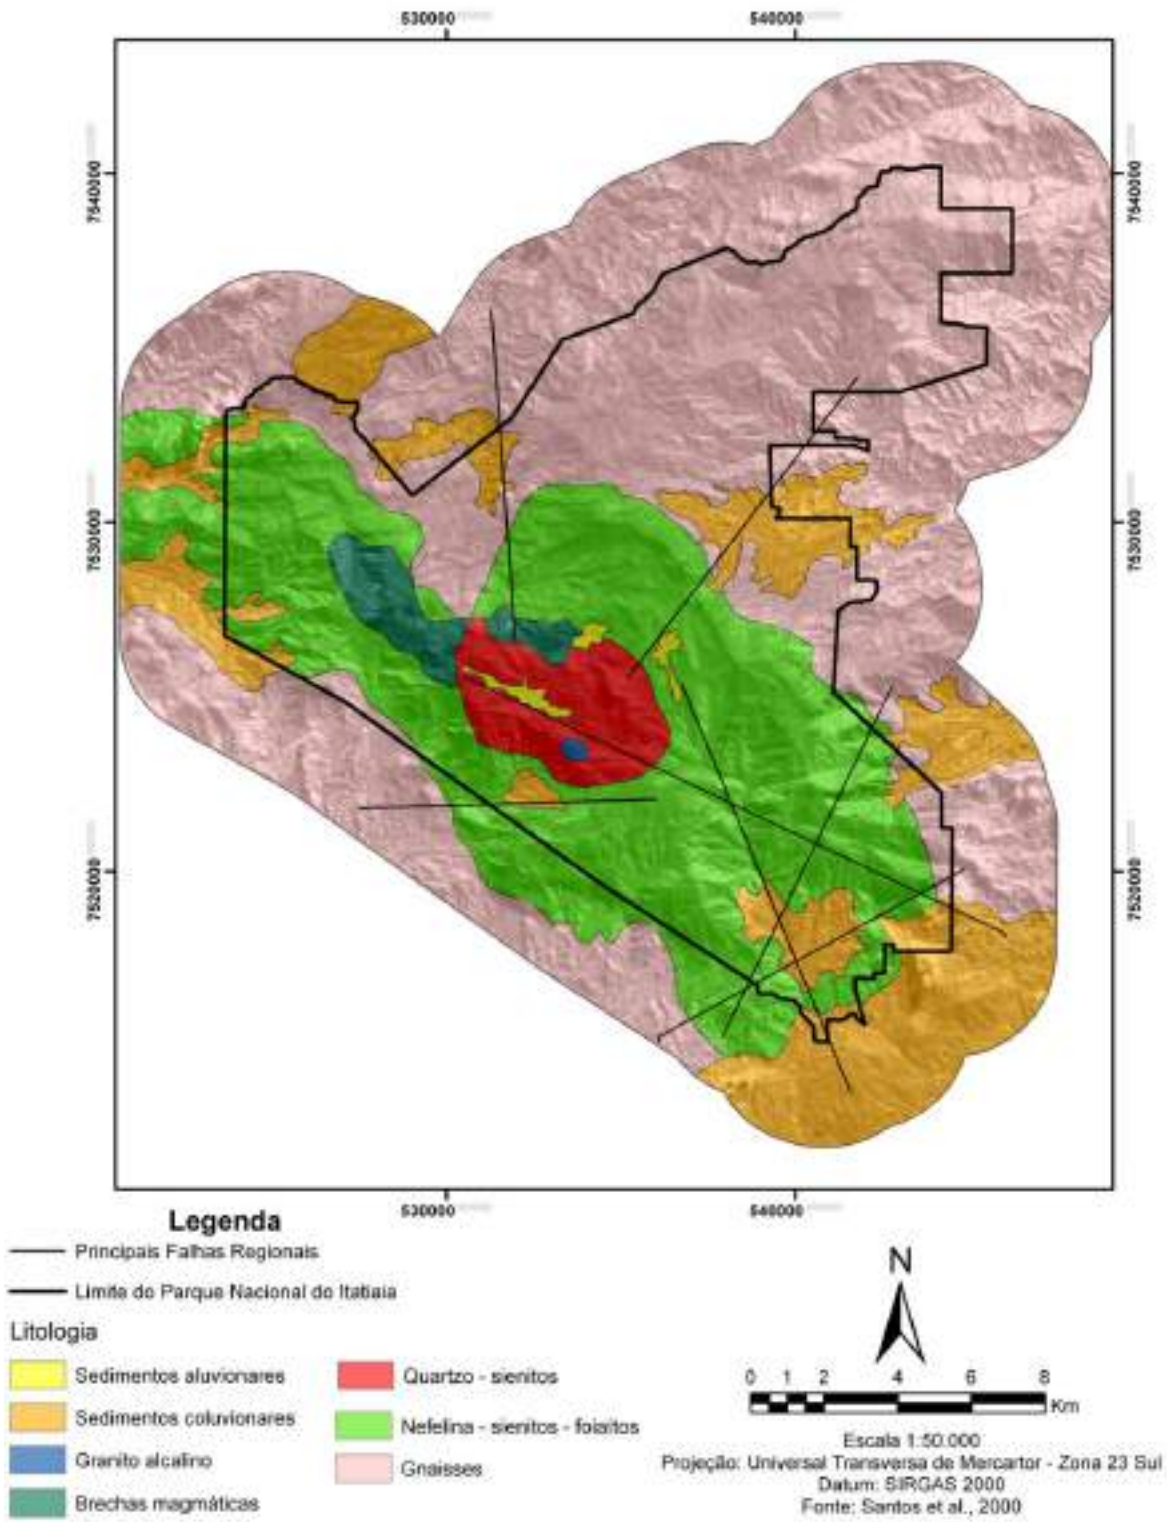 530000 540000
7540000 7540000
7530000 7530000
7520000 7520000
530000 540000
Legenda
Principais Falhas Regionais
Limite do Parque Nacional do Itatiaia
Litologia
Sedimentos aluvionares
Sedimentos coluvionares
Granito alcalino
Brechas magmáticas
Quartzo - sienitos
Nefelina - sienitos - foiaitos
Gnaisses
N
0 1 2 4 6 8
Km
Escala 1:50.000
Projeção: Universal Transversa de Mercartor - Zona 23 Sul
Datum: SIRGAS 2000
Fonte: Santos et al., 2000